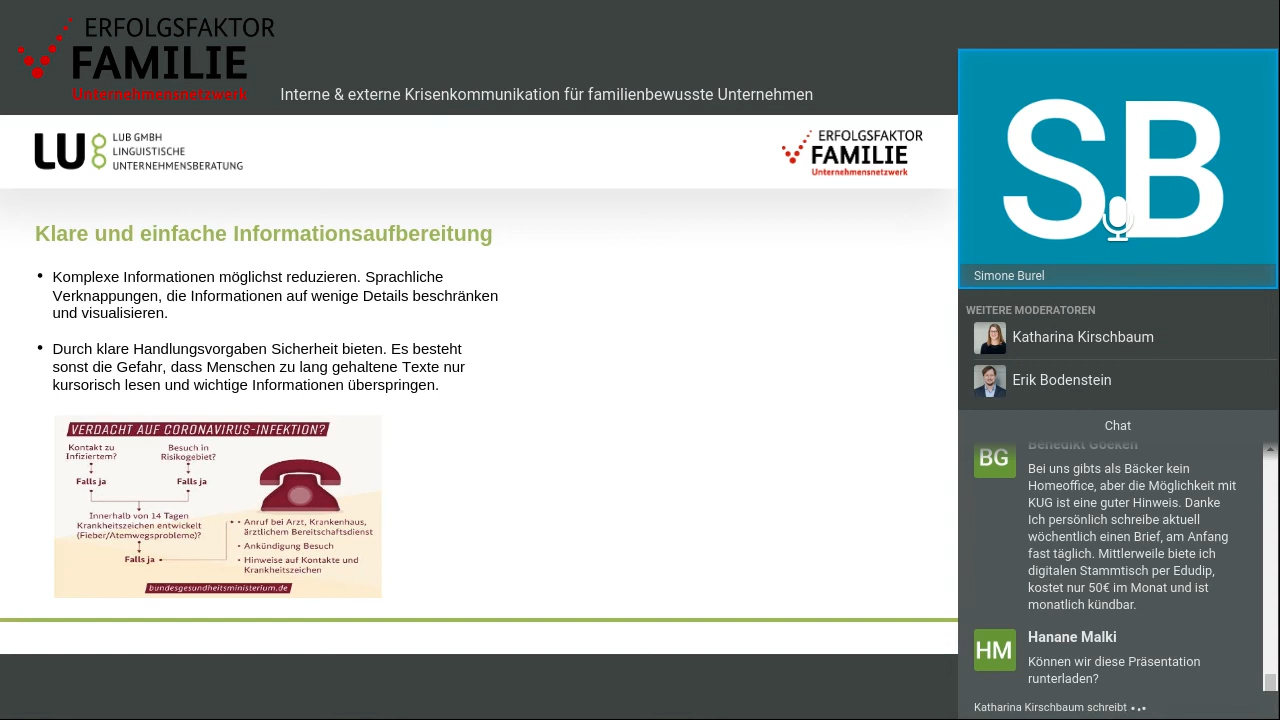 ERFOLGSFAKTOR
FAMILIE
Unternehmensnetzwerk
Interne & externe Krisenkommunikation für familienbewusste Unternehmen
LUB GMBH
LINGUISTISCHE
UNTERNEHMENSBERATUNG
LU
ERFOLGSFAKTOR
FAMILIE
Unternehmensnetzwerk
Klare und einfache Informationsaufbereitung
• Komplexe Informationen möglichst reduzieren. Sprachliche
Verknappungen, die Informationen auf wenige Details beschränken
und visualisieren.
• Durch klare Handlungsvorgaben Sicherheit bieten. Es besteht
sonst die Gefahr, dass Menschen zu lang gehaltene Texte nur
kursorisch lesen und wichtige Informationen überspringen.
VERDACHT AUF CORONAVIRUS-INFEKTION?
Kontakt zu
Infiziertem?
Besuch in
Risikogebiet?
Falls ja
Falls ja
Innerhalb von 14 Tagen
Krankheitszeichen entwickelt
(Fieber/Atemwegsprobleme)?
Falls ja
• Anruf bei Arzt, Krankenhaus,
ärztlichem Bereitschaftsdienst
• Ankündigung Besuch
• Hinweise auf Kontakte und
Krankheitszeichen
bundesgesundheitsministerium.de
SB
Simone Burel
WEITERE MODERATOREN
Katharina Kirschbaum
Erik Bodenstein
Chat
BG
Benedikt Goeken
Bei uns gibts als Bäcker kein
Homeoffice, aber die Möglichkeit mit
KUG ist eine guter Hinweis. Danke
Ich persönlich schreibe aktuell
wöchentlich einen Brief, am Anfang
fast täglich. Mittlerweile biete ich
digitalen Stammtisch per Edudip,
kostet nur 50€ im Monat und ist
monatlich kündbar.
HM
Hanane Malki
Können wir diese Präsentation
runterladen?
Katharina Kirschbaum schreibt